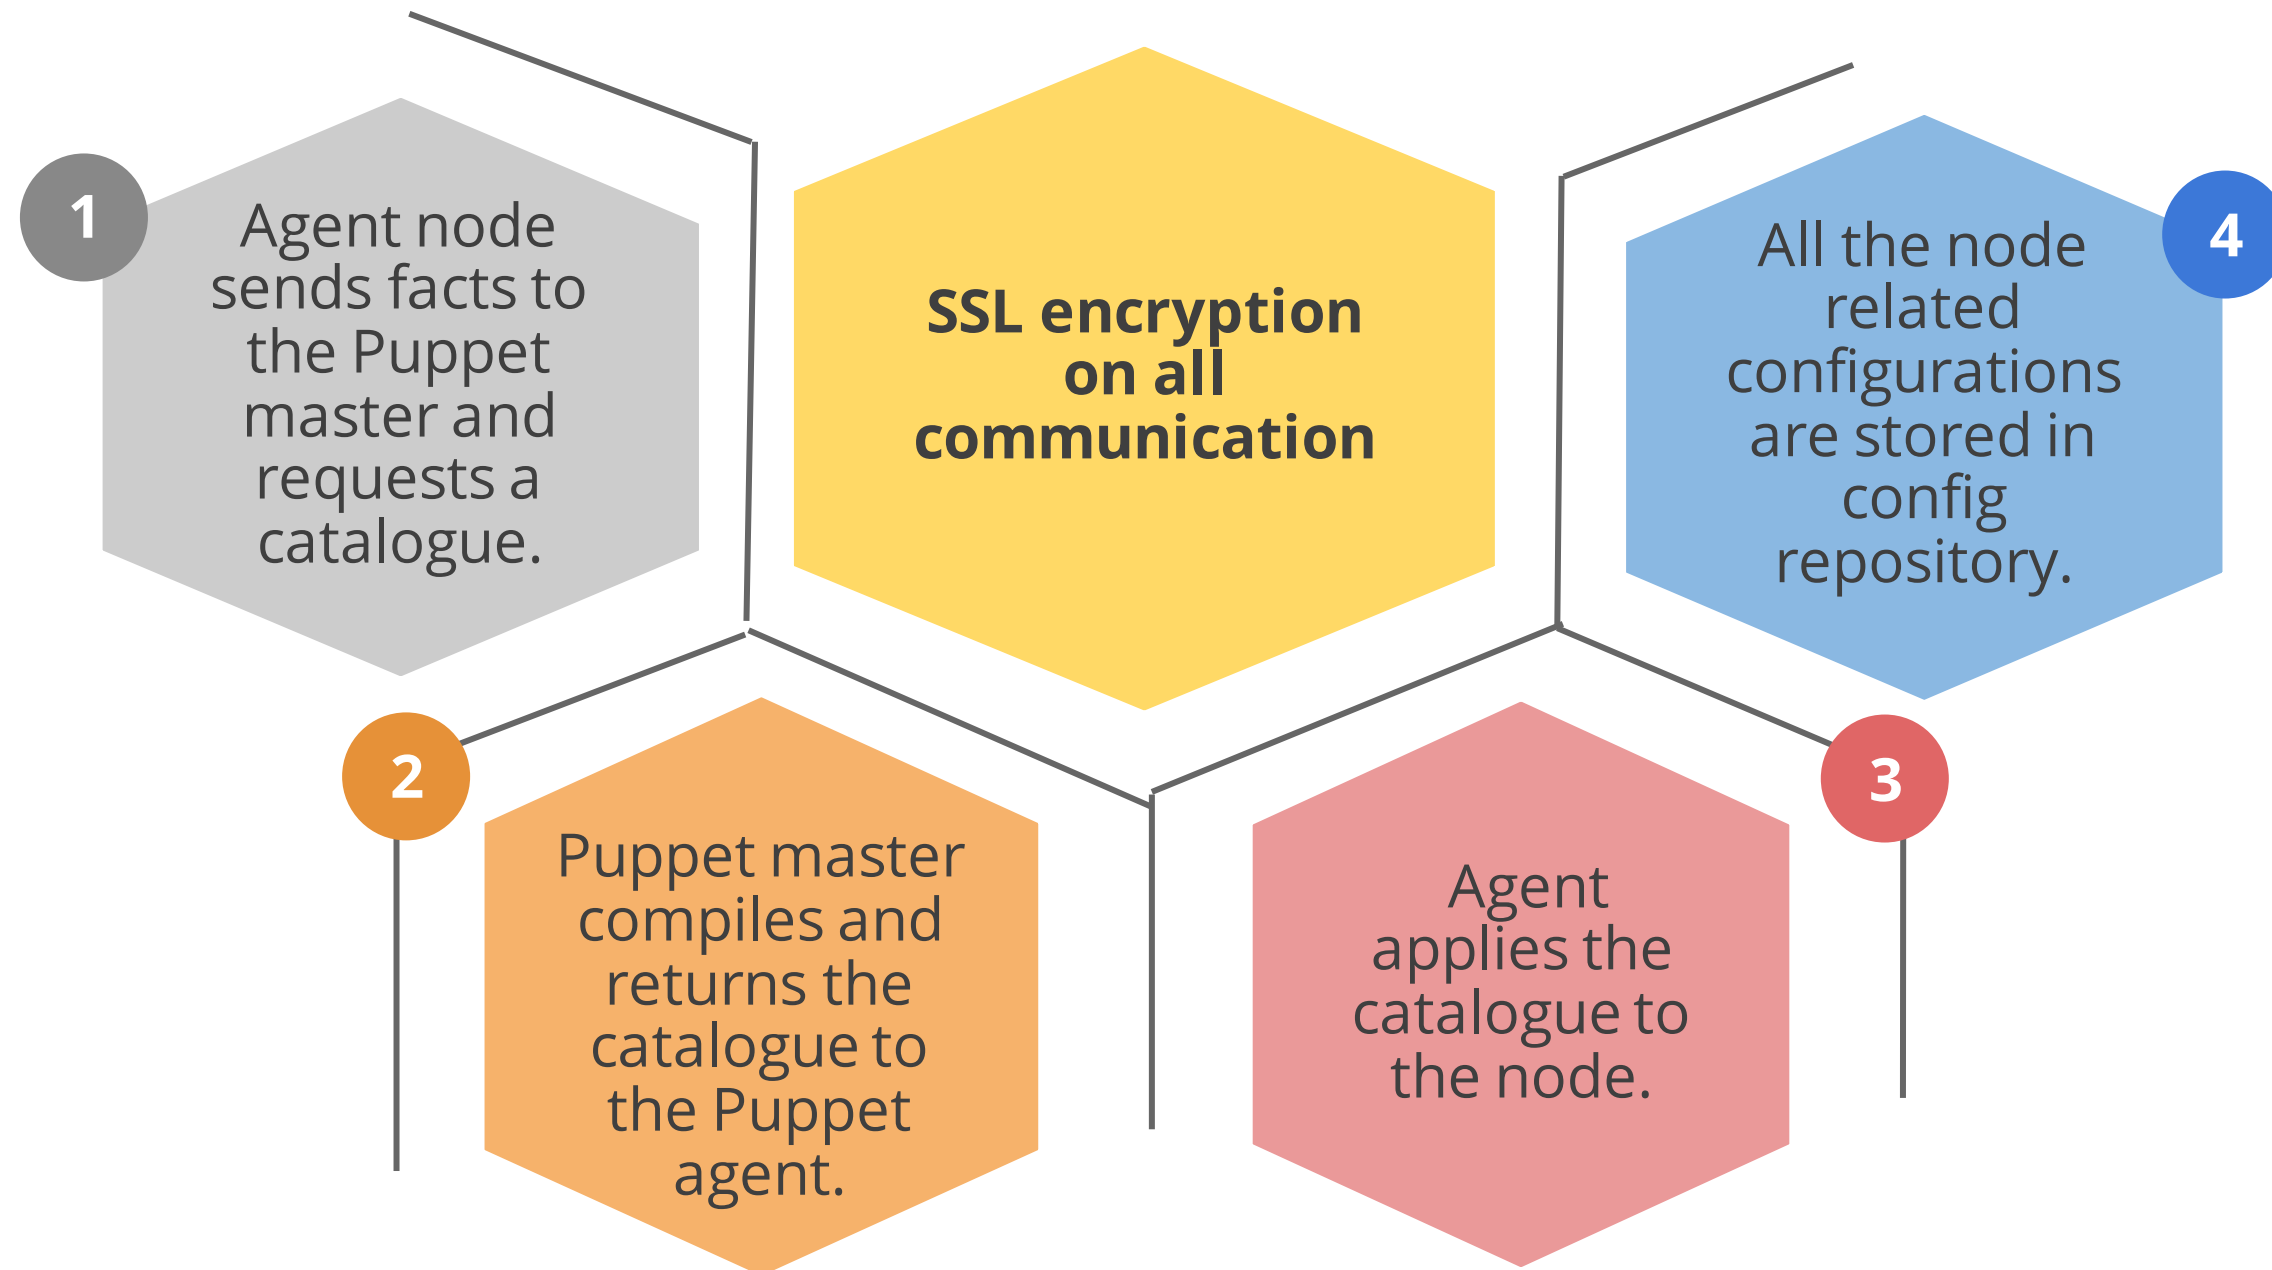 1
Agent node
sends facts to
the Puppet
master and
requests a
catalogue.
SSL encryption
on all
communication
4
All the node
related
configurations
are stored in
config
repository.
2
Puppet master
compiles and
returns the
catalogue to
the Puppet
agent.
3
Agent
applies the
catalogue to
the node.